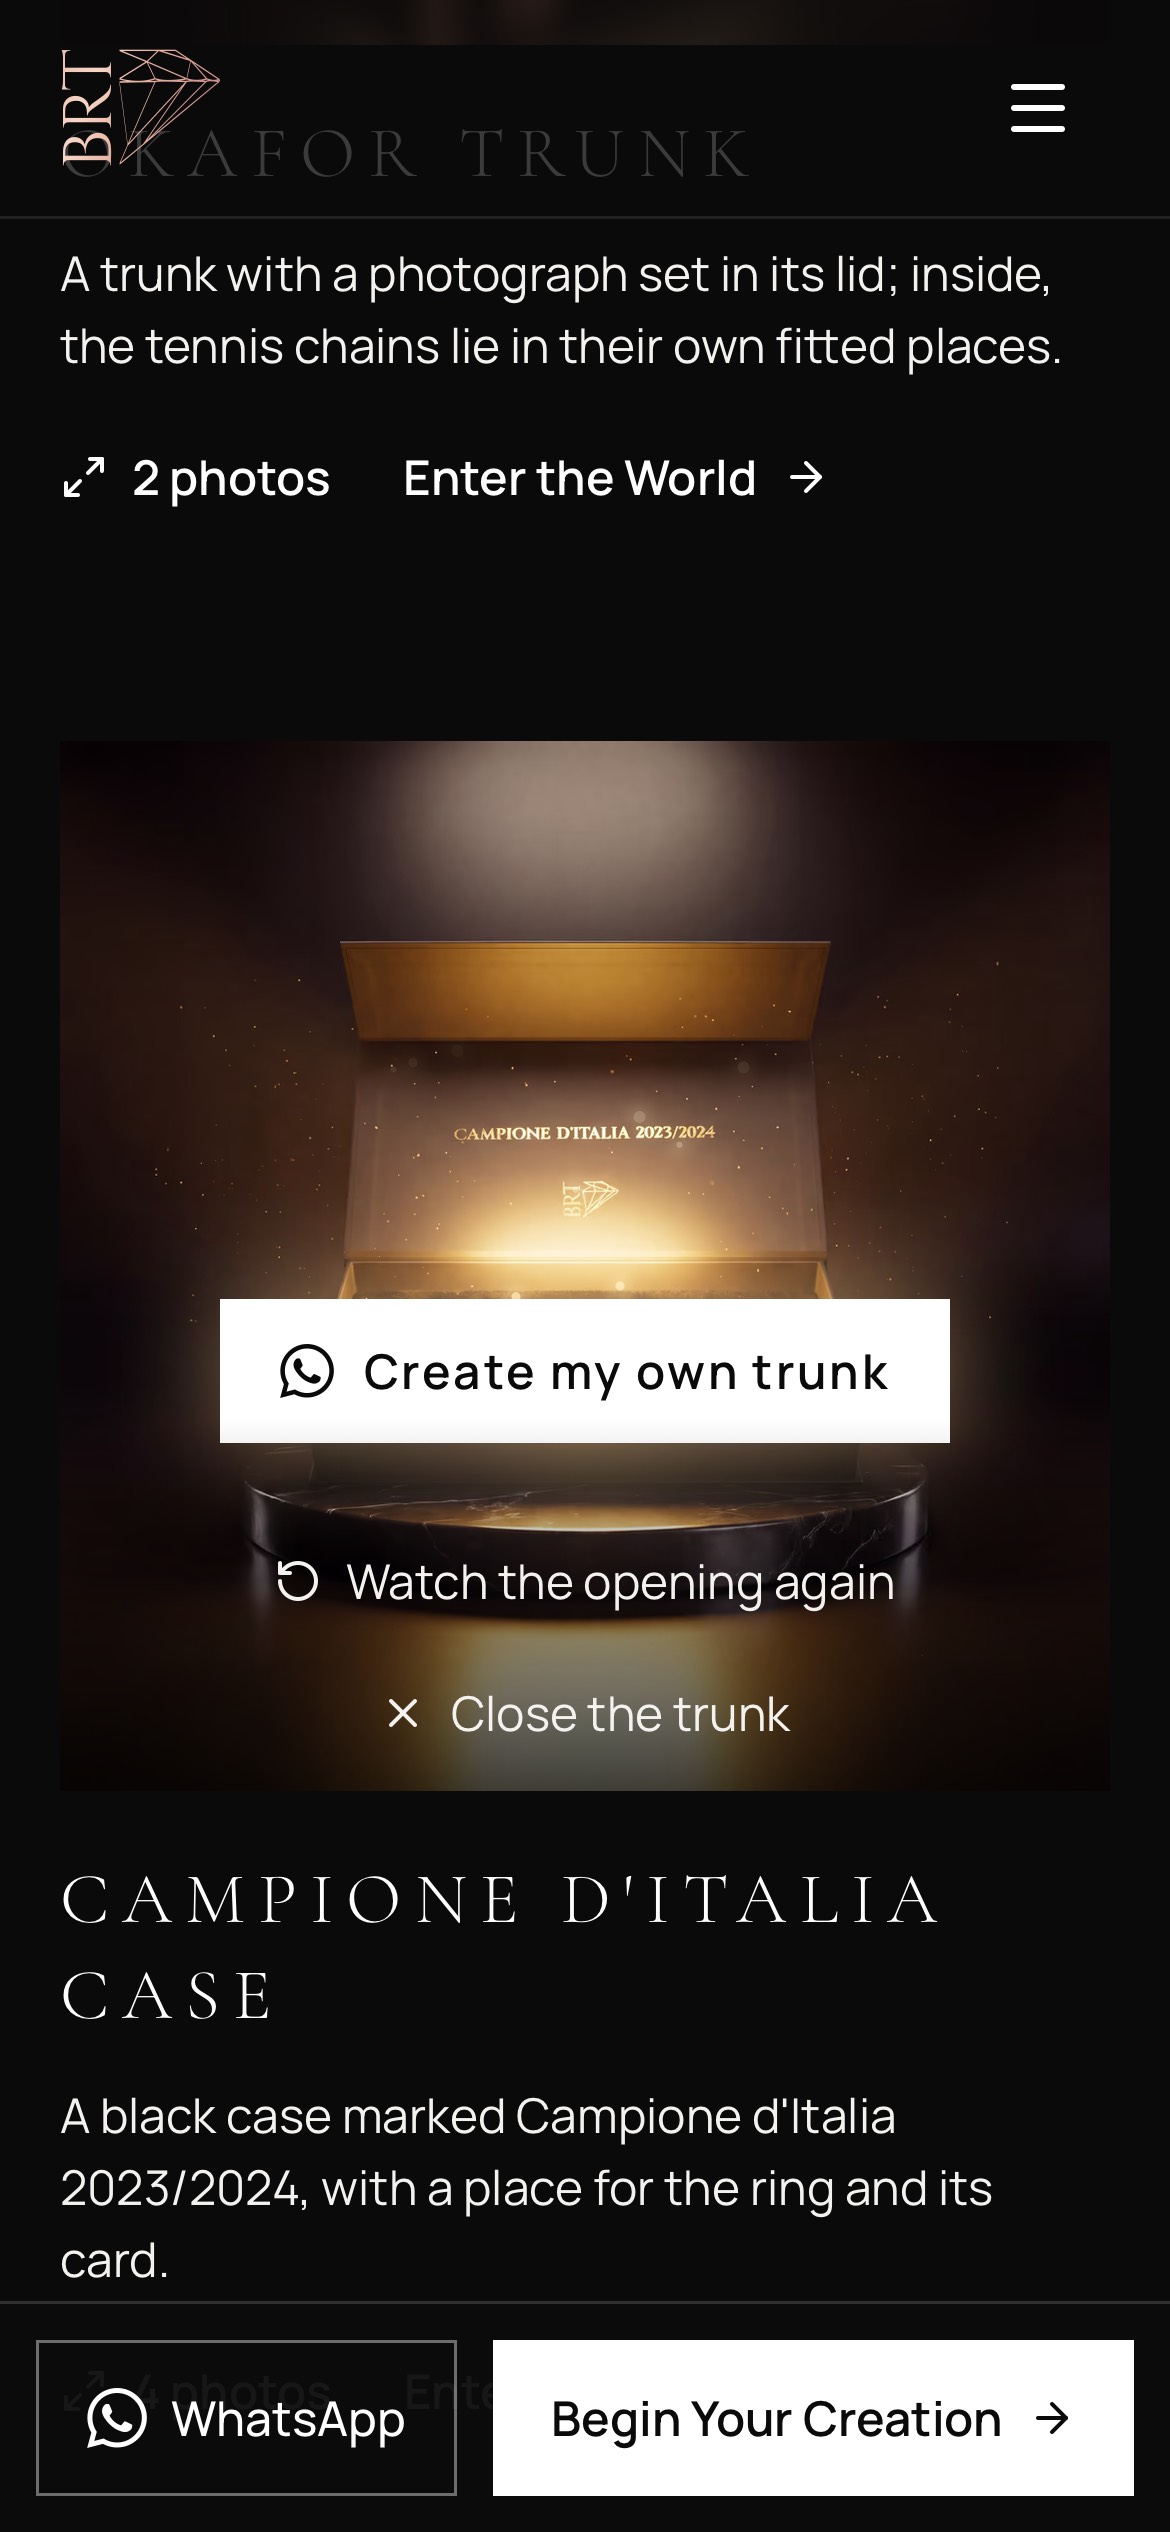 BRT
OKAFOR TRUNK
A trunk with a photograph set in its lid; inside,
the tennis chains lie in their own fitted places.
2 photos
Enter the World
CAMPIONE D'ITALIA 2023/2024
BRT
Create my own trunk
Watch the opening again
Close the trunk
CAMPIONE D'ITALIA
CASE
A black case marked Campione d'Italia
2023/2024, with a place for the ring and its
card.
4 photos
WhatsApp
Begin Your Creation